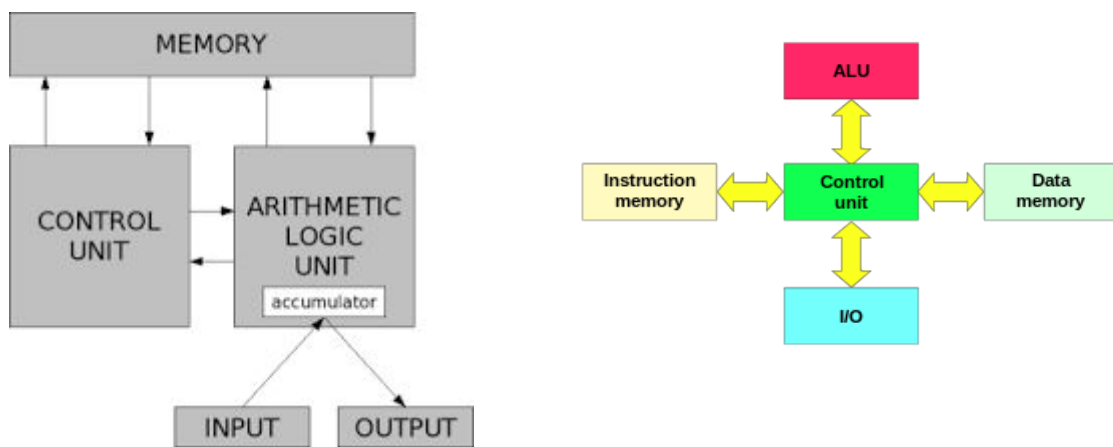 MEMORY
CONTROL
UNIT
ARITHMETIC
LOGIC
UNIT
accumulator
INPUT
OUTPUT
ALU
Instruction
memory
Control
unit
Data
memory
I/O